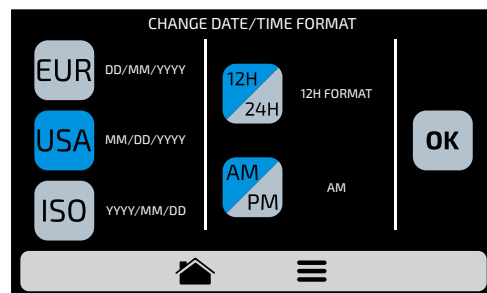 CHANGE DATE/TIME FORMAT
EUR DD/MM/YYYY
USA MM/DD/YYYY
ISO YYYY/MM/DD
12H
24H
12H FORMAT
AM
PM
AM
OK